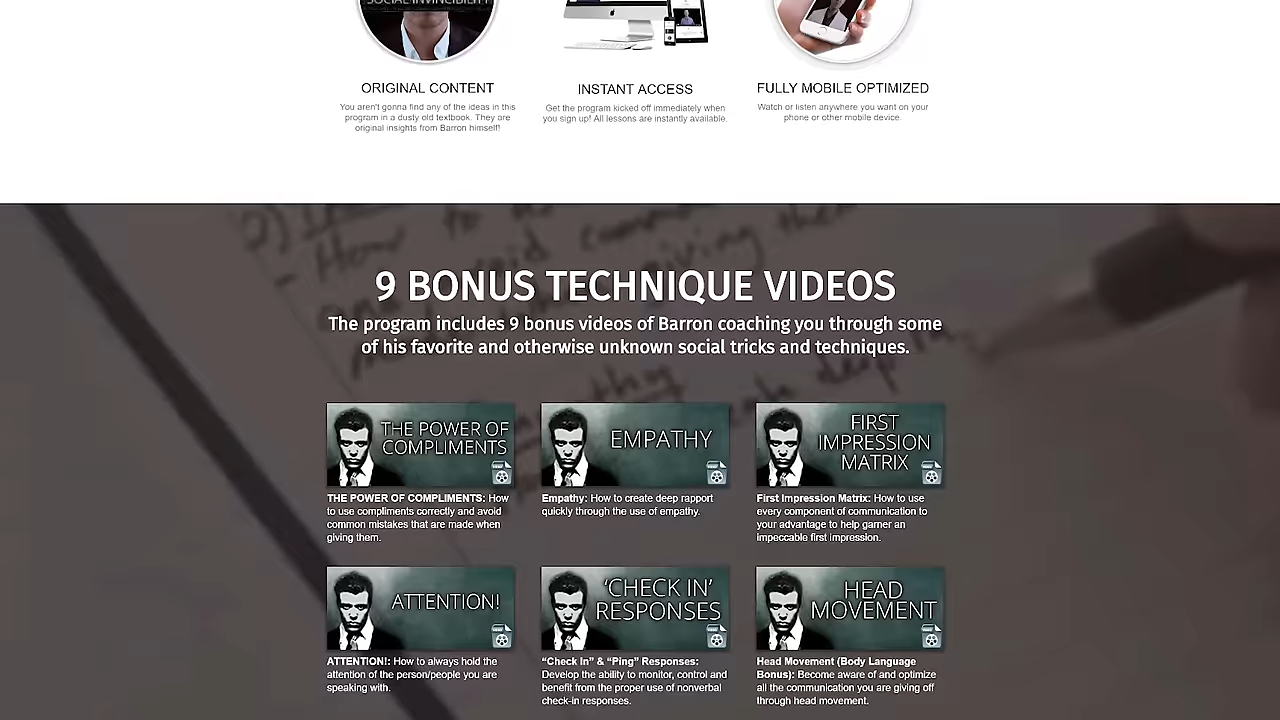 SOCIAL INVINCIBILITY
ORIGINAL CONTENT
You aren't gonna find any of the ideas in this
program in a dusty old textbook. They are
original insights from Barron himself!
INSTANT ACCESS
Get the program kicked off immediately when
you sign up! All lessons are instantly available.
FULLY MOBILE OPTIMIZED
Watch or listen anywhere you want on your
phone or other mobile device.
9 BONUS TECHNIQUE VIDEOS
The program includes 9 bonus videos of Barron coaching you through some
of his favorite and otherwise unknown social tricks and techniques.
THE POWER OF
COMPLIMENTS
THE POWER OF COMPLIMENTS: How
to use compliments correctly and avoid
common mistakes that are made when
giving them.
EMPATHY
Empathy: How to create deep rapport
quickly through the use of empathy.
FIRST
IMPRESSION
MATRIX
First Impression Matrix: How to use
every component of communication to
your advantage to help garner an
impeccable first impression.
ATTENTION!
ATTENTION!: How to always hold the
attention of the person/people you are
speaking with.
'CHECK IN'
RESPONSES
“Check In” & “Ping” Responses:
Develop the ability to monitor, control and
benefit from the proper use of nonverbal
check-in responses.
HEAD
MOVEMENT
Head Movement (Body Language
Bonus): Become aware of and optimize
all the communication you are giving off
through head movement.